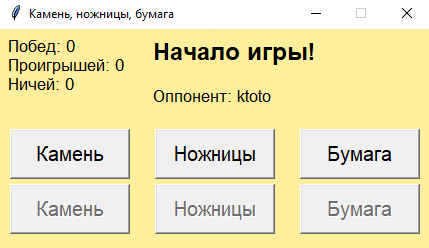 Камень, ножницы, бумага
Побед: 0
Проигрышей: 0
Ничей: 0
Начало игры!
Оппонент: ktoto
Камень Ножницы Бумага
Камень Ножницы Бумага